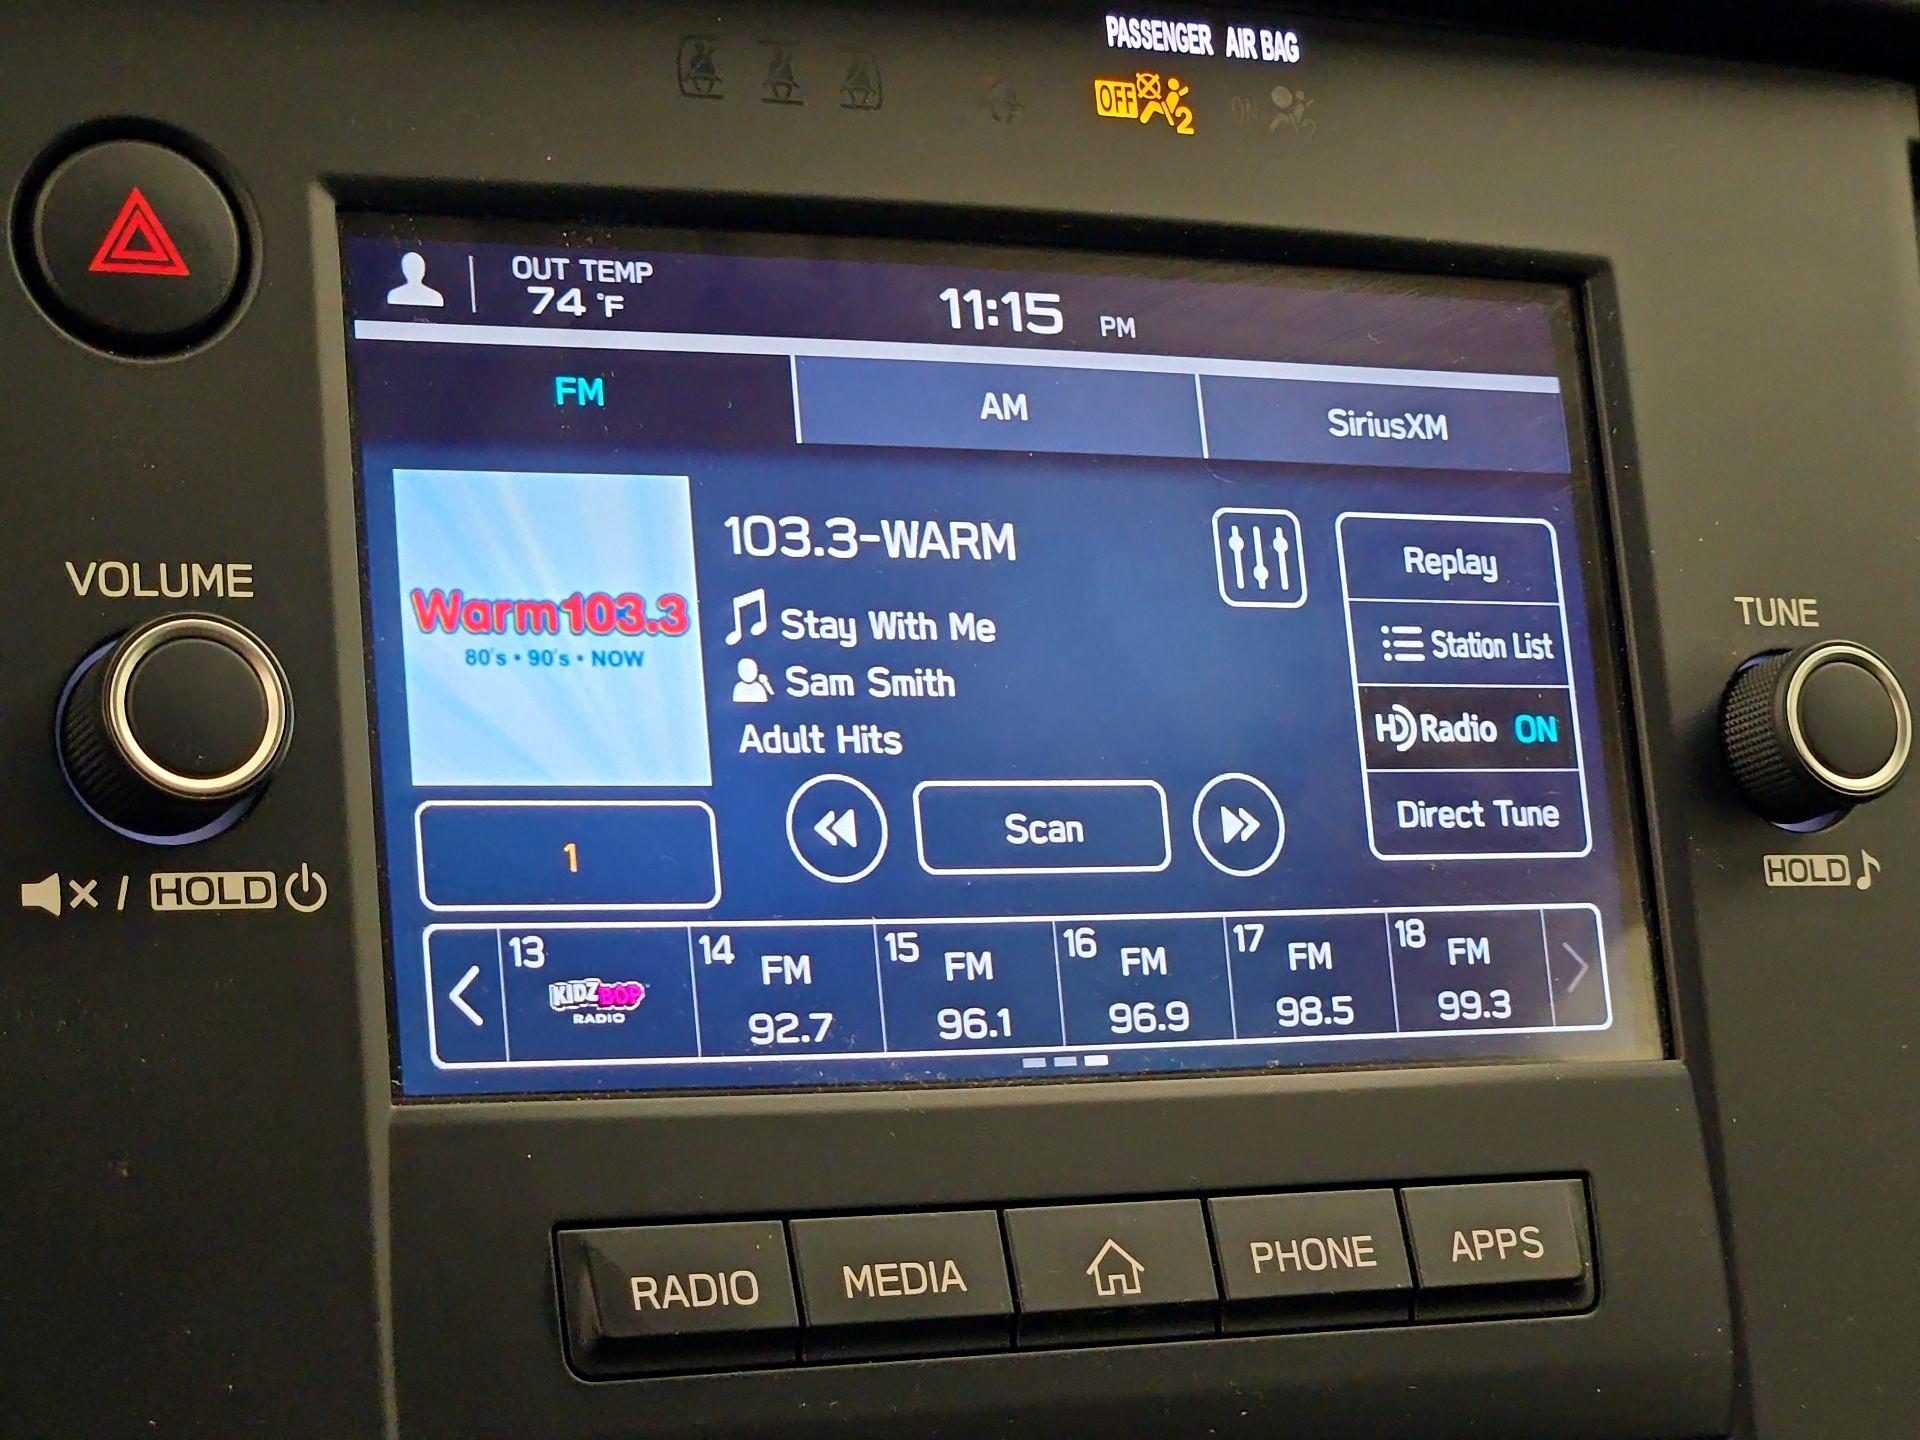 PASSENGER AIR BAG
OFF 2 ON 2
OUT TEMP
74 °F
11:15 PM
FM
AM
SiriusXM
Warm103.3
80's • 90's • NOW
103.3-WARM
Stay With Me
Sam Smith
Adult Hits
Replay
Station List
HD Radio ON
Direct Tune
1
Scan
13 KIDZ BOP RADIO
14 FM 92.7
15 FM 96.1
16 FM 96.9
17 FM 98.5
18 FM 99.3
VOLUME
/ HOLD
TUNE
HOLD
RADIO
MEDIA
PHONE
APPS